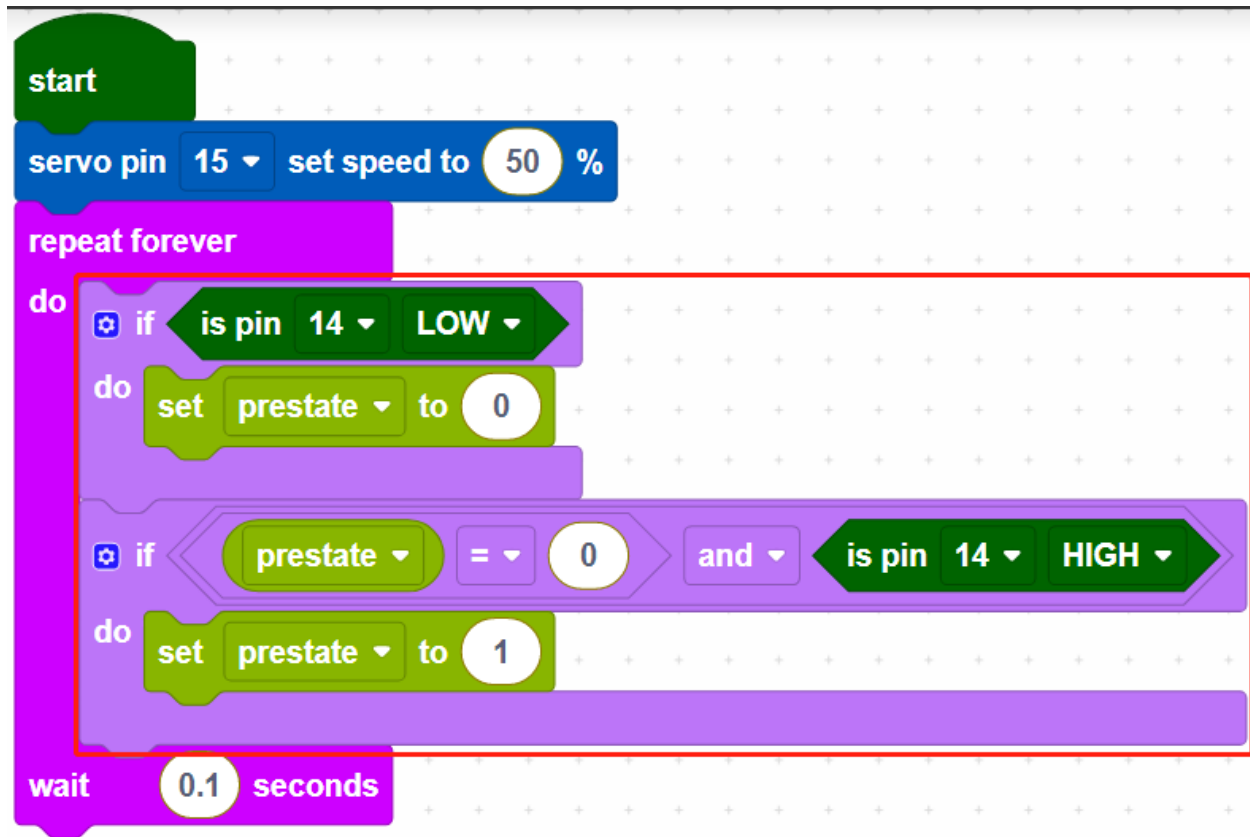 start
servo pin 15 set speed to 50 %
repeat forever
do if is pin 14 LOW
do set prestate to 0
if prestate = 0 and is pin 14 HIGH
do set prestate to 1
wait 0.1 seconds